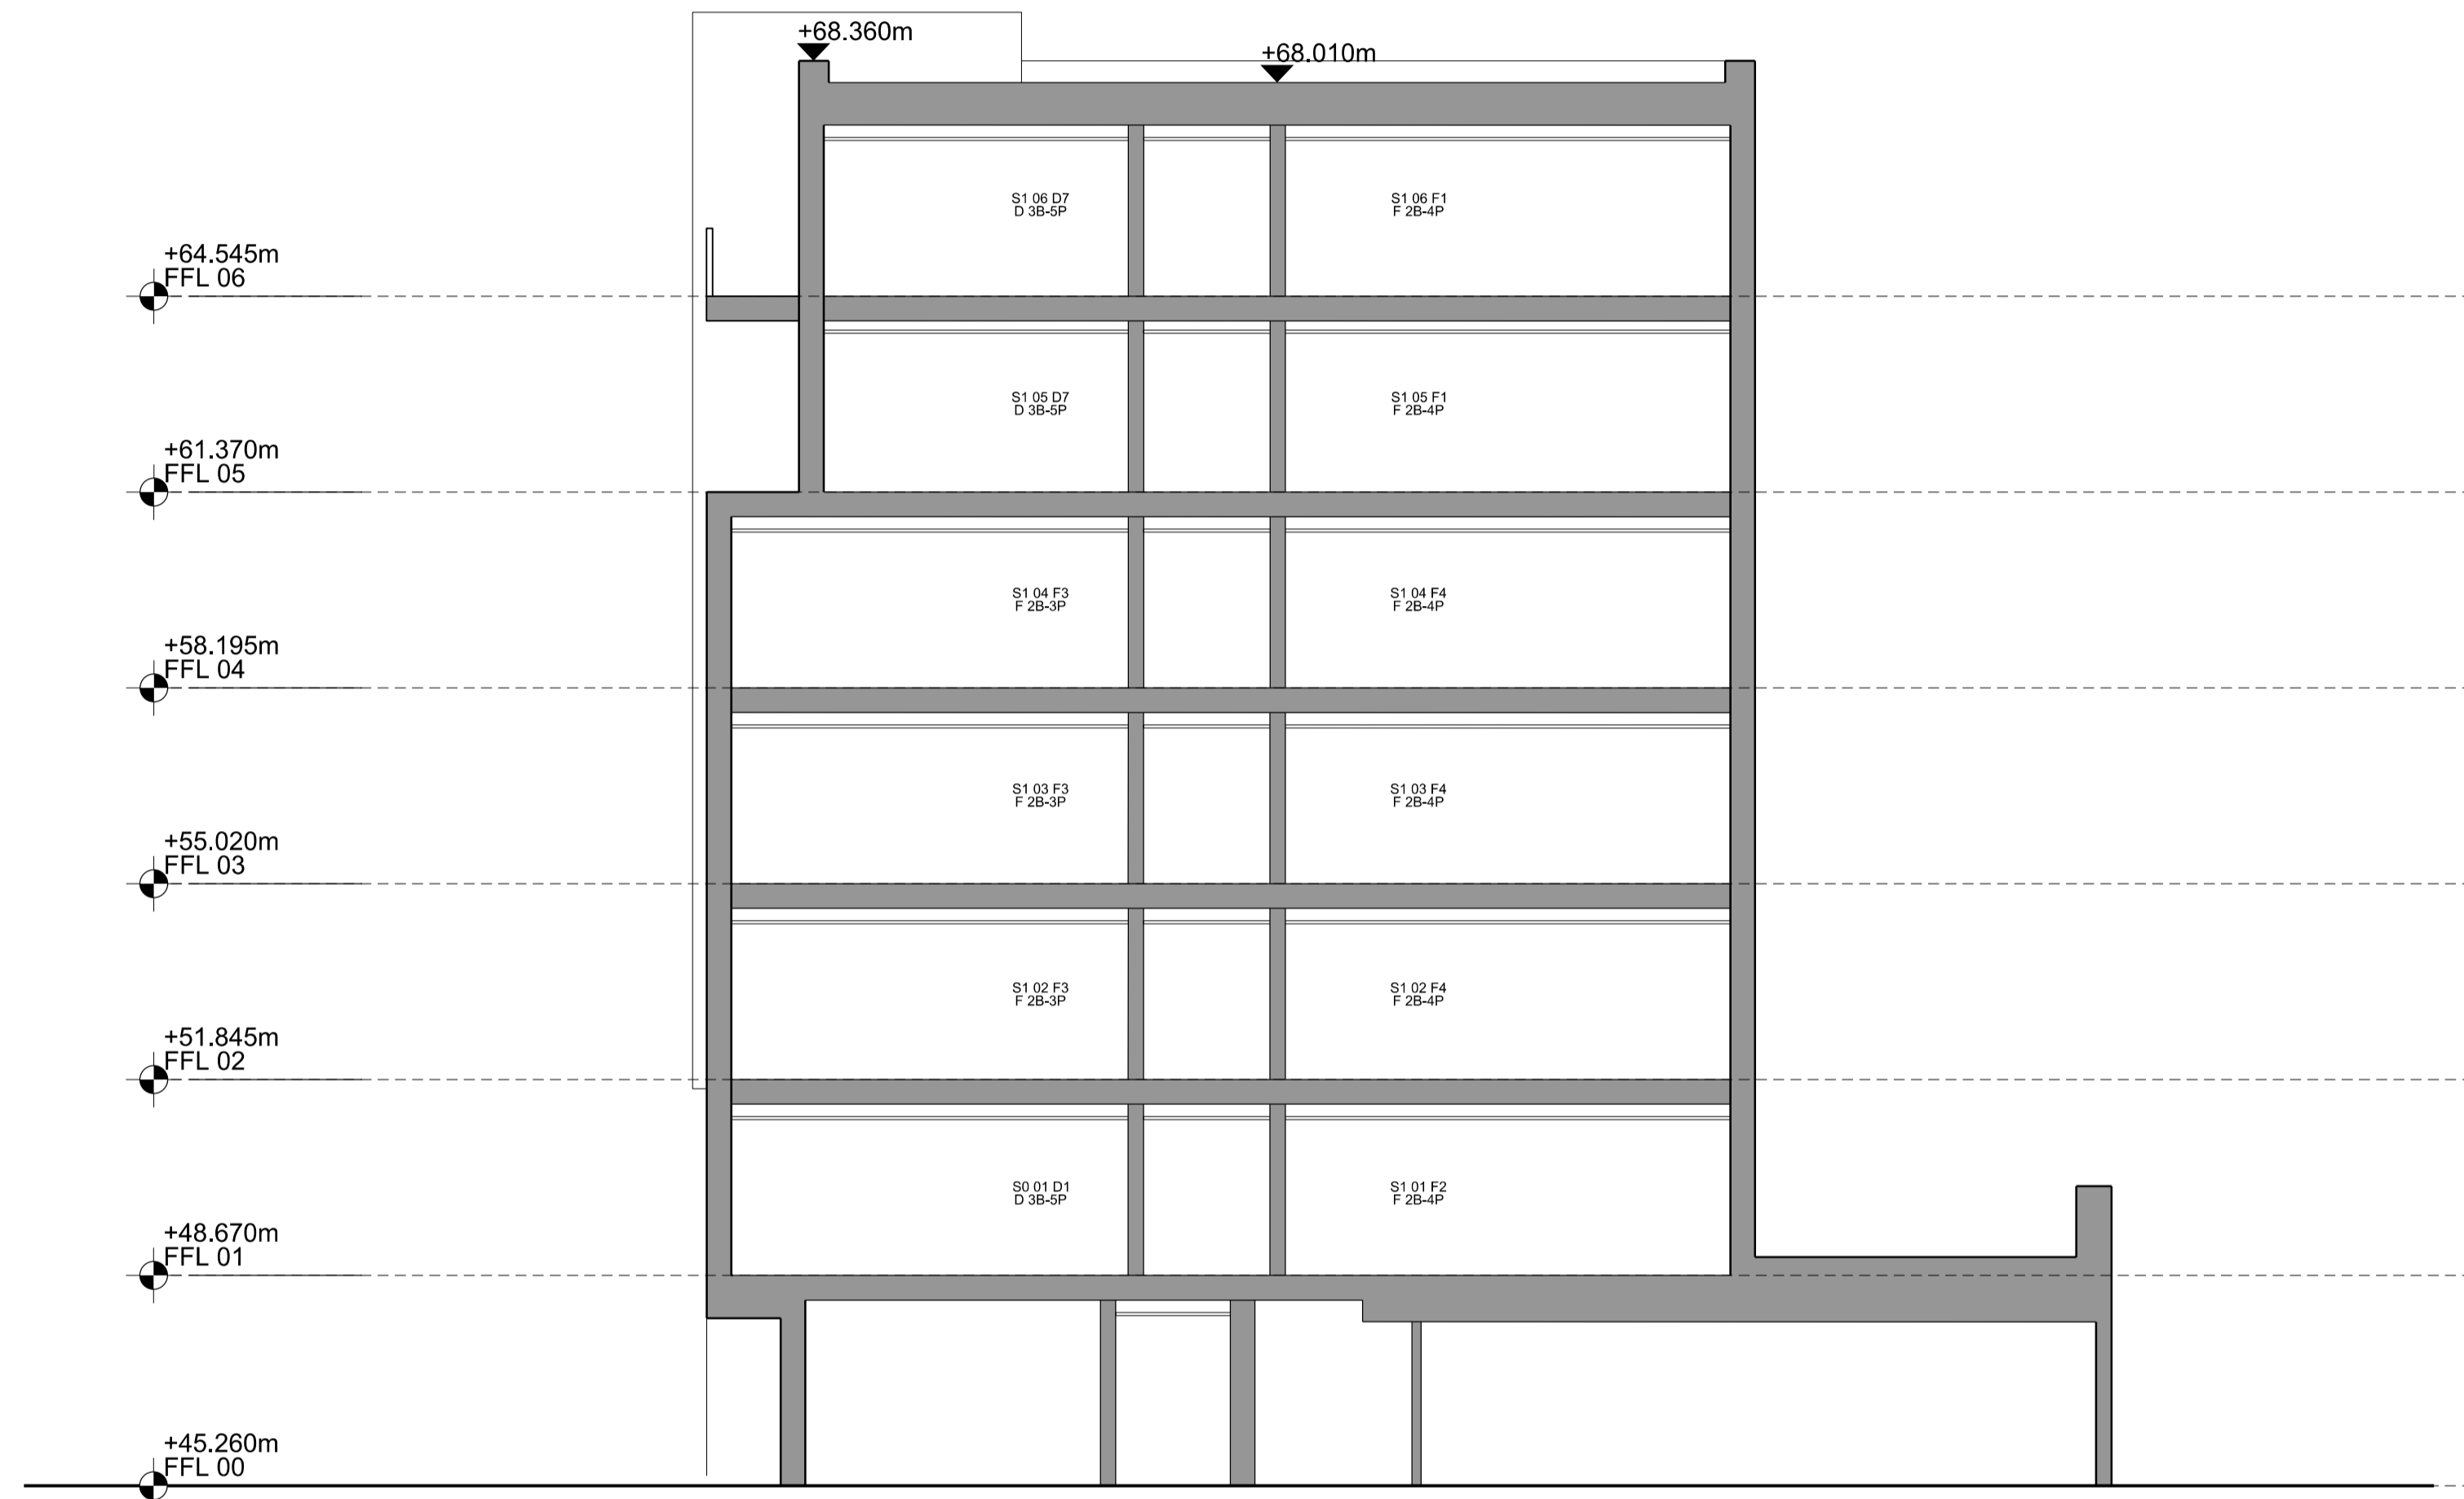 +68.360m
+68.010m
S1 06 D7
D 3B-5P
S1 06 F1
F 2B-4P
+64.545m
FFL 06
S1 05 D7
D 3B-5P
S1 05 F1
F 2B-4P
+61.370m
FFL 05
S1 04 F3
F 2B-3P
S1 04 F4
F 2B-4P
+58.195m
FFL 04
S1 03 F3
F 2B-3P
S1 03 F4
F 2B-4P
+55.020m
FFL 03
S1 02 F3
F 2B-3P
S1 02 F4
F 2B-4P
+51.845m
FFL 02
S0 01 D1
D 3B-5P
S1 01 F2
F 2B-4P
+48.670m
FFL 01
+45.260m
FFL 00